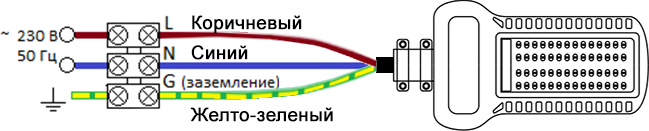 L Коричневый
~ 230 В
N Синий
50 Гц
G (заземление)
Желто-зеленый